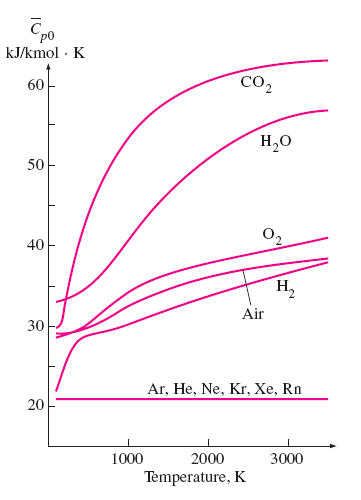 C̅p0
kJ/kmol · K
60
CO2
H2O
50
O2
40
H2
Air
30
Ar, He, Ne, Kr, Xe, Rn
20
1000 2000 3000
Temperature, K